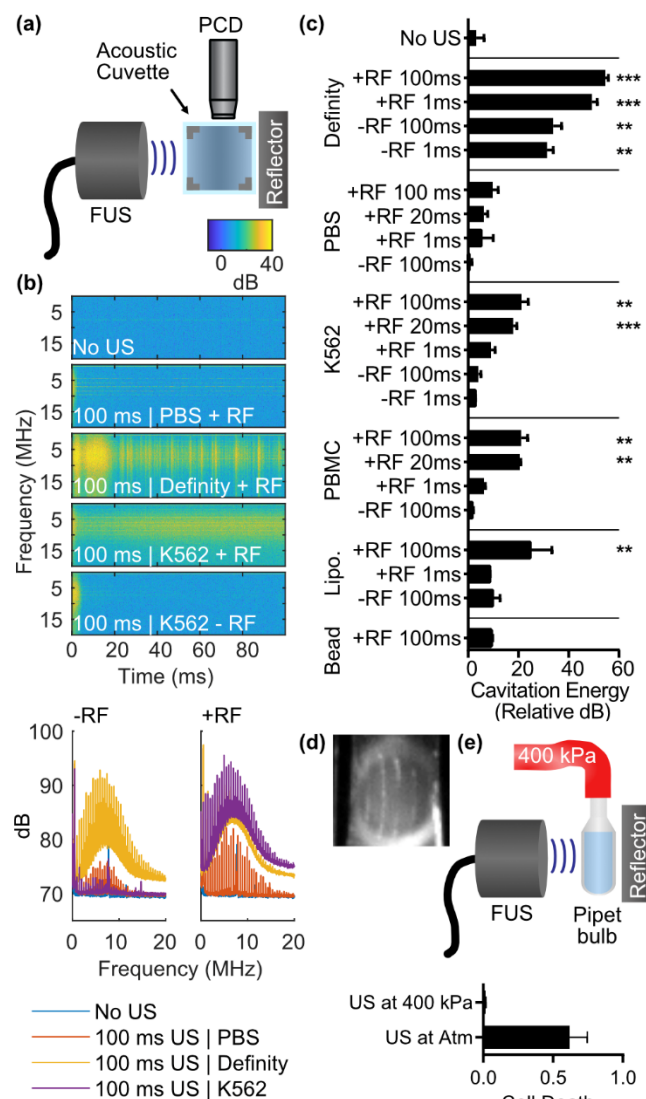 (a)
PCD
Acoustic
Cuvette
FUS
Reflector
0 40
dB
(b)
Frequency (MHz)
5
15
No US
5
15
100 ms | PBS + RF
5
15
100 ms | Definity + RF
5
15
100 ms | K562 + RF
5
15
100 ms | K562 - RF
0 20 40 60 80
Time (ms)
-RF
+RF
dB
100
90
80
70
0 10 20
0 10 20
Frequency (MHz)
No US
100 ms US | PBS
100 ms US | Definity
100 ms US | K562
(c)
No US
Definity
+RF 100ms ***
+RF 1ms ***
-RF 100ms **
-RF 1ms **
PBS
+RF 100 ms
+RF 20ms
+RF 1ms
-RF 100ms
K562
+RF 100ms **
+RF 20ms ***
+RF 1ms
-RF 100ms
-RF 1ms
PBMC
+RF 100ms **
+RF 20ms **
+RF 1ms
-RF 100ms
Lipo.
+RF 100ms **
+RF 1ms
-RF 100ms
Bead
+RF 100ms
0 20 40 60
Cavitation Energy
(Relative dB)
(d)
(e)
400 kPa
FUS
Pipet
bulb
Reflector
US at 400 kPa
US at Atm
0.0 0.5 1.0